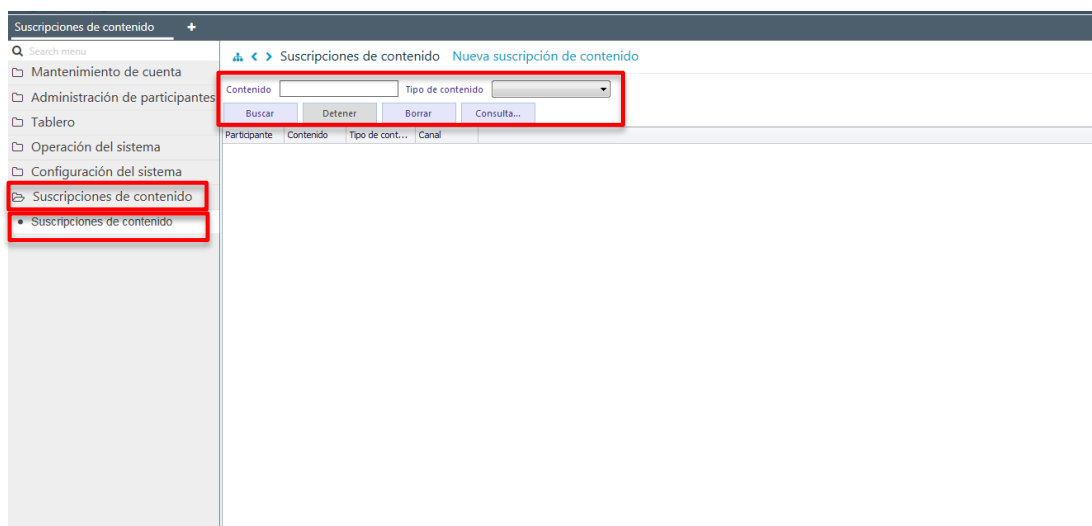 Suscripciones de contenido +
Search menu
Mantenimiento de cuenta
Administración de participantes
Tablero
Operación del sistema
Configuración del sistema
Suscripciones de contenido
Suscripciones de contenido
Suscripciones de contenido Nueva suscripción de contenido
Contenido Tipo de contenido
Buscar Detener Borrar Consulta...
Participante Contenido Tipo de cont... Canal